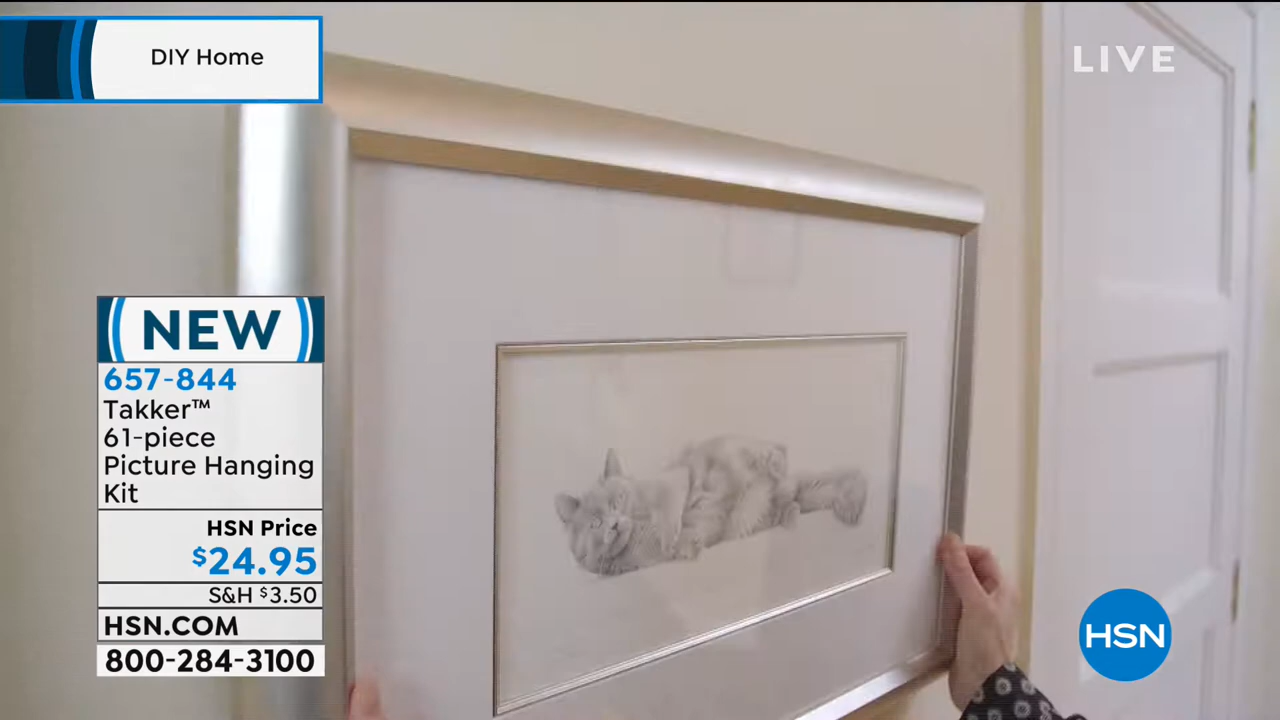 DIY Home
LIVE
NEW
657-844
Takker™
61-piece
Picture Hanging
Kit
HSN Price
$24.95
S&H $3.50
HSN.COM
800-284-3100
HSN